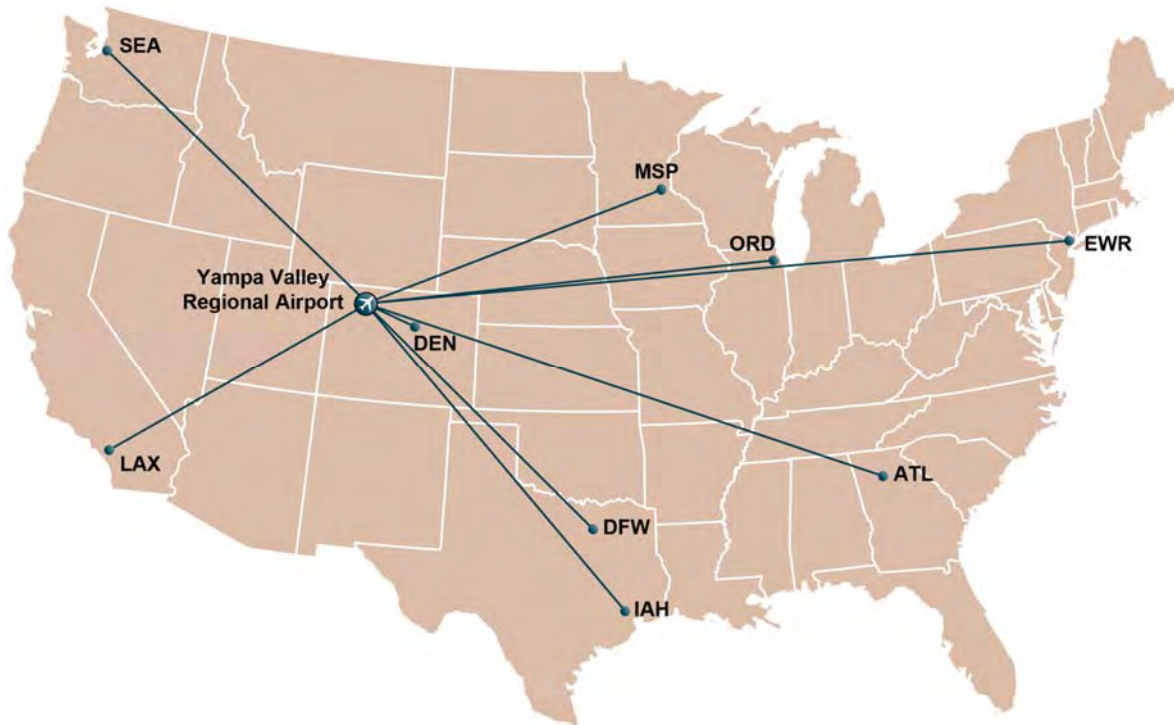 SEA
MSP
ORD
EWR
Yampa Valley
Regional Airport
DEN
LAX
ATL
DFW
IAH